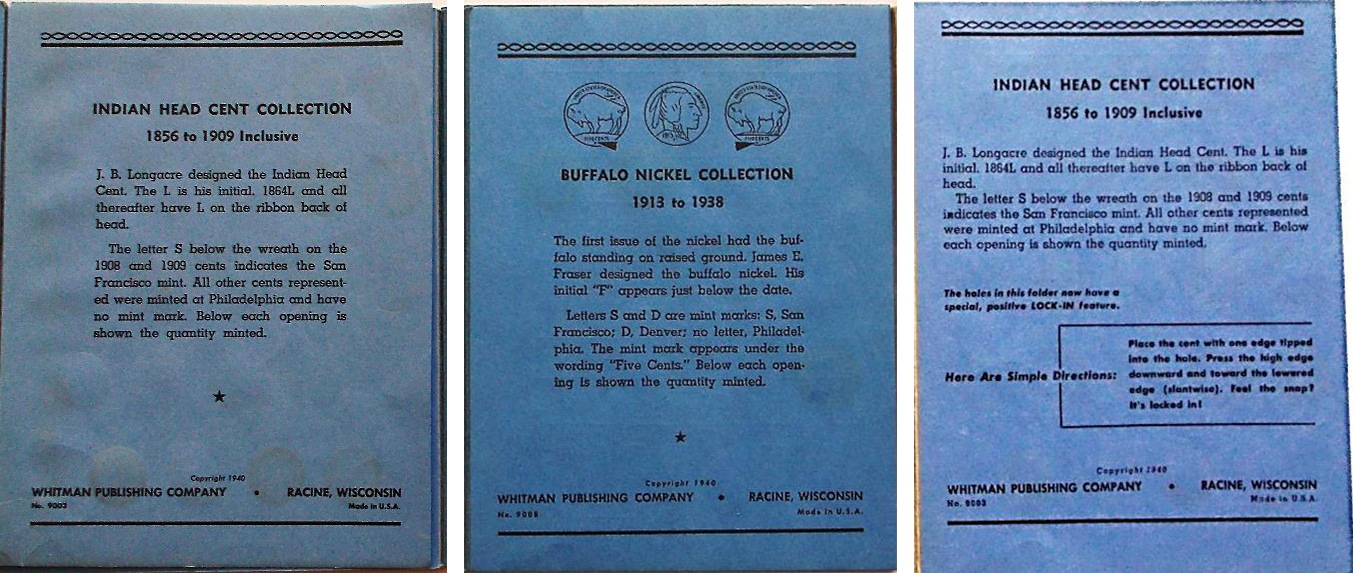 INDIAN HEAD CENT COLLECTION
1856 to 1909 Inclusive
J. B. Longacre designed the Indian Head
Cent. The L is his initial. 1864L and all
thereafter have L on the ribbon back of
head.
The letter S below the wreath on the
1908 and 1909 cents indicates the San
Francisco mint. All other cents represent-
ed were minted at Philadelphia and have
no mint mark. Below each opening is
shown the quantity minted.
Copyright 1940
WHITMAN PUBLISHING COMPANY • RACINE, WISCONSIN
No. 9003 Made in U.S.A.
BUFFALO NICKEL COLLECTION
1913 to 1938
The first issue of the nickel had the buf-
falo standing on raised ground. James E.
Fraser designed the buffalo nickel. His
initial "F" appears just below the date.
Letters S and D are mint marks: S, San
Francisco; D, Denver; no letter, Philadel-
phia. The mint mark appears under the
wording "Five Cents." Below each open-
ing is shown the quantity minted.
Copyright 1940
WHITMAN PUBLISHING COMPANY • RACINE, WISCONSIN
No. 9008 Made in U.S.A.
INDIAN HEAD CENT COLLECTION
1856 to 1909 Inclusive
J. B. Longacre designed the Indian Head Cent. The L is his
initial. 1864L and all thereafter have L on the ribbon back of
head.
The letter S below the wreath on the 1908 and 1909 cents
indicates the San Francisco mint. All other cents represented
were minted at Philadelphia and have no mint mark. Below
each opening is shown the quantity minted.
The holes in this folder now have a
special, positive LOCK-IN feature.
Here Are Simple Directions:
Place the cent with one edge tipped
into the hole. Press the high edge
downward and toward the lowered
edge (slantwise). Feel the snap?
It's locked in!
Copyright 1940
WHITMAN PUBLISHING COMPANY • RACINE, WISCONSIN
No. 9003 Made in U.S.A.